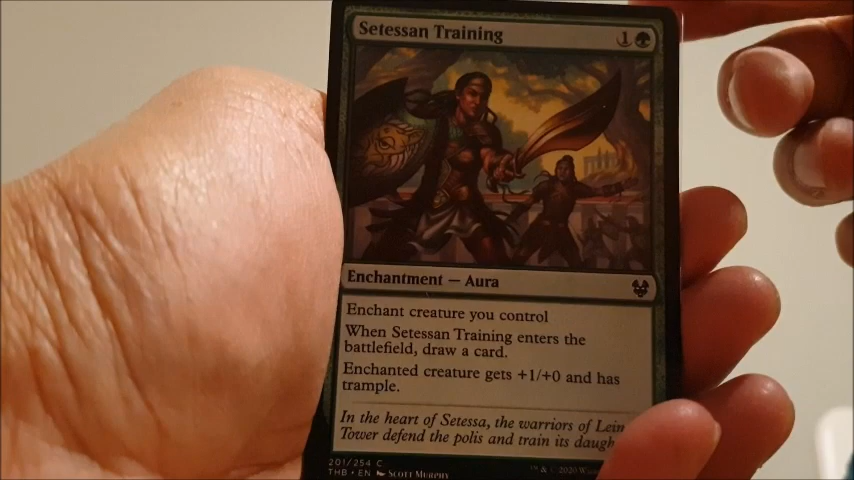 Setessan Training 1
Enchantment — Aura
Enchant creature you control
When Setessan Training enters the
battlefield, draw a card.
Enchanted creature gets +1/+0 and has
trample.
In the heart of Setessa, the warriors of
Tower defend the polis and train its
201/254 C
THB • EN SCOTT MURPHY
™ & © 2020